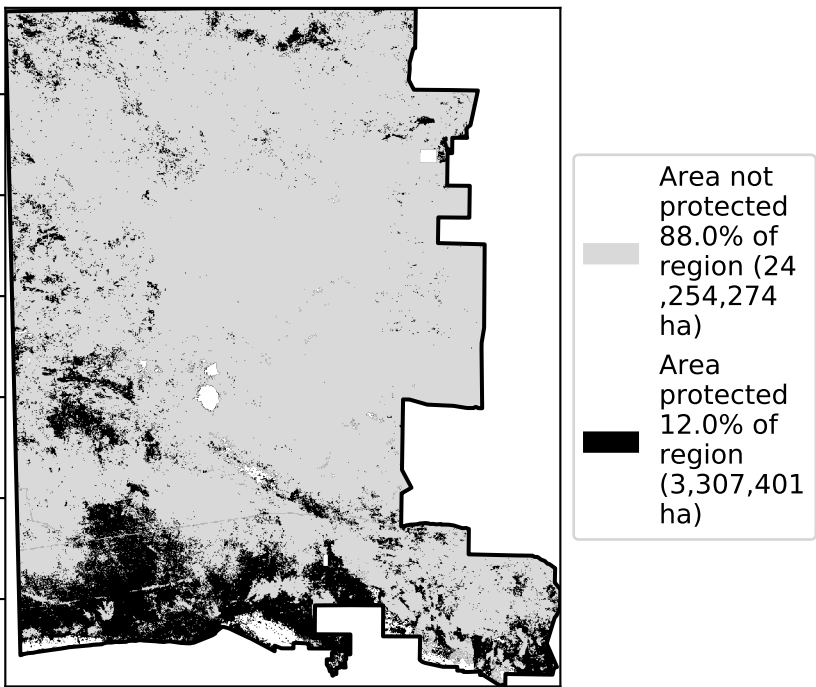 Area not
protected
88.0% of
region (24
,254,274
ha)
Area
protected
12.0% of
region
(3,307,401
ha)